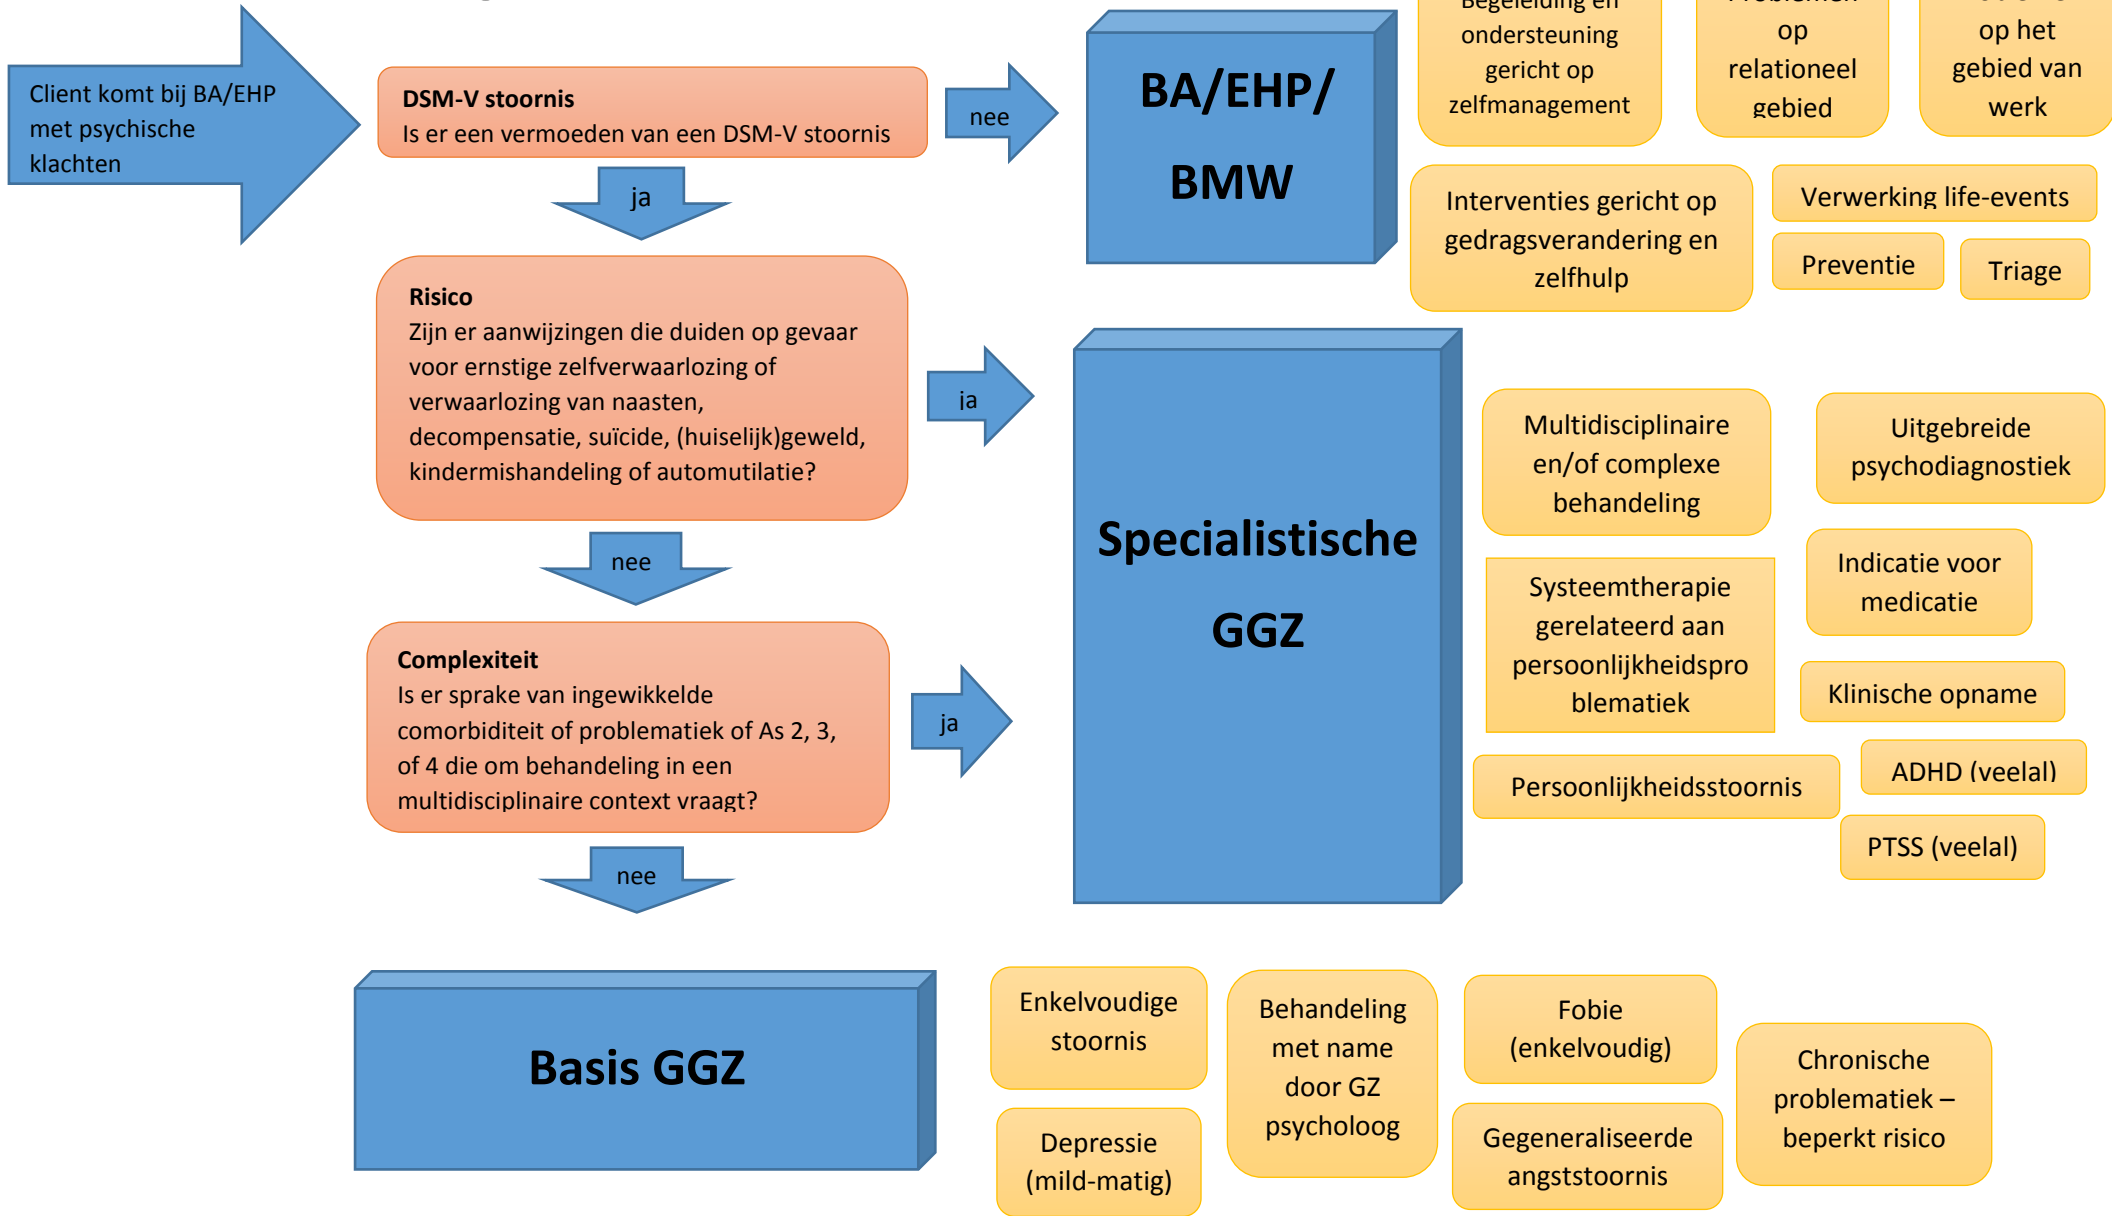 Client komt bij BA/EHP
met psychische
klachten
DSM-V stoornis
Is er een vermoeden van een DSM-V stoornis
nee
ja
BA/EHP/
BMW
Begeleiding en
ondersteuning
gericht op
zelfmanagement
Problemen
op
relationeel
gebied
op het
gebied van
werk
Interventies gericht op
gedragsverandering en
zelfhulp
Verwerking life-events
Preventie
Triage
Risico
Zijn er aanwijzingen die duiden op gevaar
voor ernstige zelfverwaarlozing of
verwaarlozing van naasten,
decompensatie, suïcide, (huiselijk)geweld,
kindermishandeling of automutilatie?
ja
nee
Specialistische
GGZ
Multidisciplinaire
en/of complexe
behandeling
Uitgebreide
psychodiagnostiek
Systeemtherapie
gerelateerd aan
persoonlijkheidspro
blematiek
Indicatie voor
medicatie
Klinische opname
Persoonlijkheidsstoornis
ADHD (veelal)
PTSS (veelal)
Complexiteit
Is er sprake van ingewikkelde
comorbiditeit of problematiek of As 2, 3,
of 4 die om behandeling in een
multidisciplinaire context vraagt?
ja
nee
Basis GGZ
Enkelvoudige
stoornis
Depressie
(mild-matig)
Behandeling
met name
door GZ
psycholoog
Fobie
(enkelvoudig)
Gegeneraliseerde
angststoornis
Chronische
problematiek –
beperkt risico